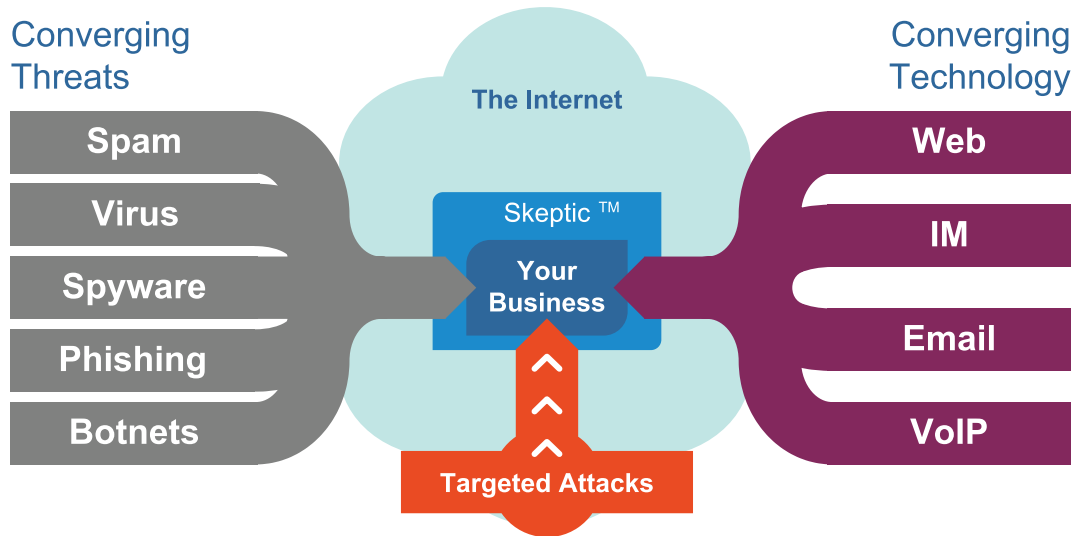 Converging
Threats
Spam
Virus
Spyware
Phishing
Botnets
The Internet
Skeptic ™
Your
Business
Targeted Attacks
Converging
Technology
Web
IM
Email
VoIP